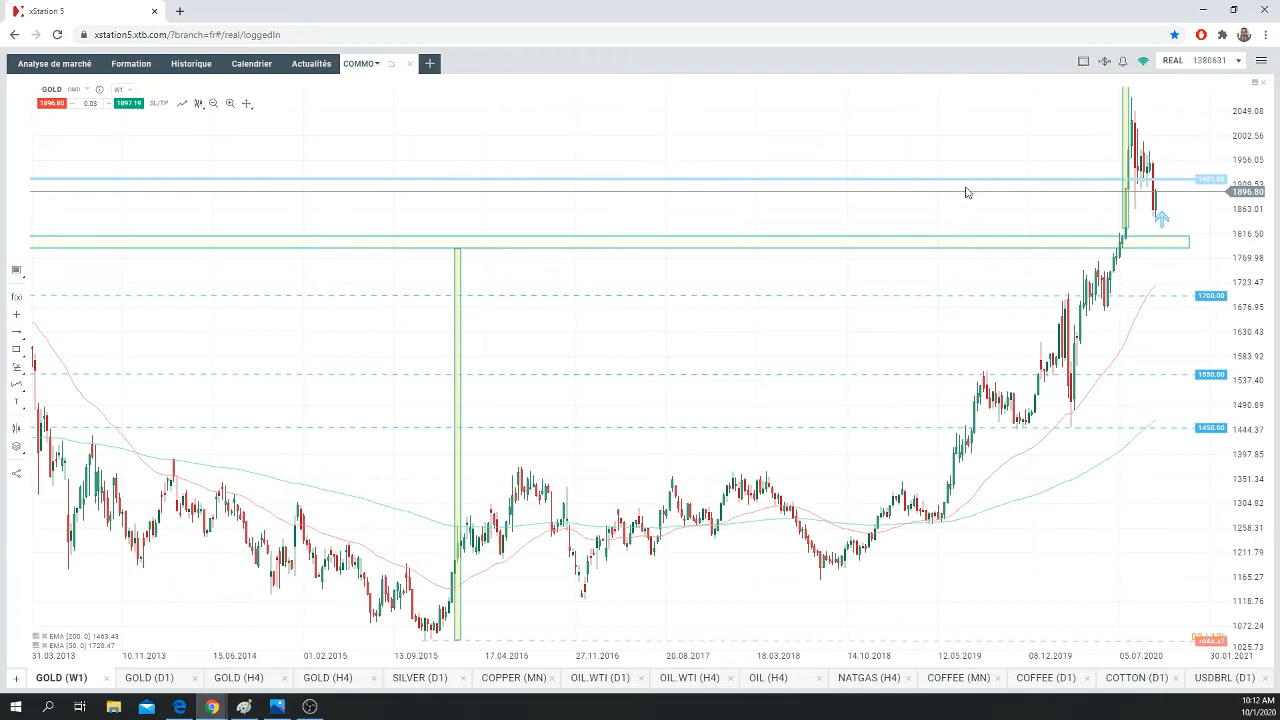 xStation 5
xstation5.xtb.com/?branch=fr#/real/loggedIn
Analyse de marché Formation Historique Calendrier Actualités COMMO REAL 1380631
GOLD CMD W1
1896.80 0.03 1897.19 SL/TP
2049.08
2002.56
1956.05
1909.53
1896.80
1863.01
1816.50
1769.98
1723.47
1700.00
1676.95
1630.43
1583.92
1550.00
1537.40
1490.89
1450.00
1444.37
1397.85
1351.34
1304.82
1258.31
1211.79
1165.27
1118.76
1072.24
1025.73
EMA [200, 0] 1463.43
EMA [50, 0] 1720.47
31.03.2013 10.11.2013 15.06.2014 01.02.2015 13.09.2015 17.04.2016 27.11.2016 20.08.2017 18.03.2018 14.10.2018 12.05.2019 08.12.2019 05.07.2020 30.01.2021
GOLD (W1) GOLD (D1) GOLD (H4) GOLD (H4) SILVER (D1) COPPER (MN) OIL.WTI (D1) OIL.WTI (H4) OIL (H4) NATGAS (H4) COFFEE (MN) COFFEE (D1) COTTON (D1) USDBRL (D1)
10:12 AM
10/1/2020